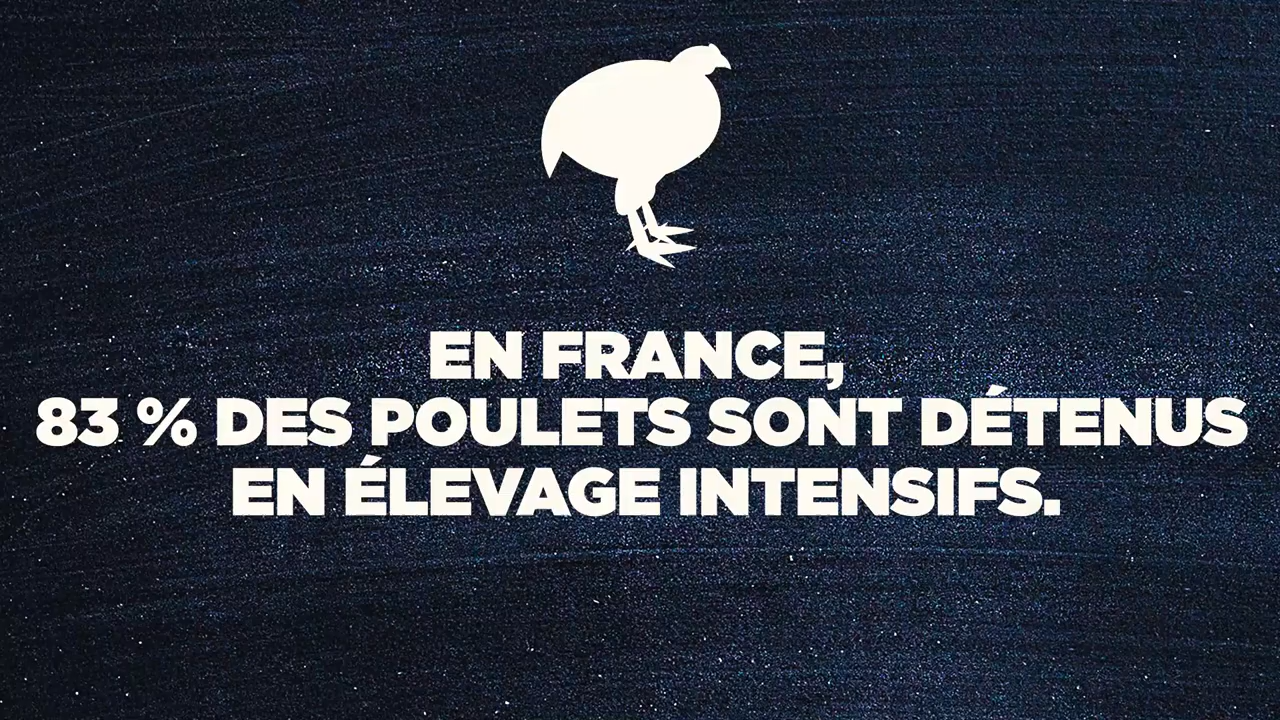 EN FRANCE,
83 % DES POULETS SONT DÉTENUS
EN ÉLEVAGE INTENSIFS.